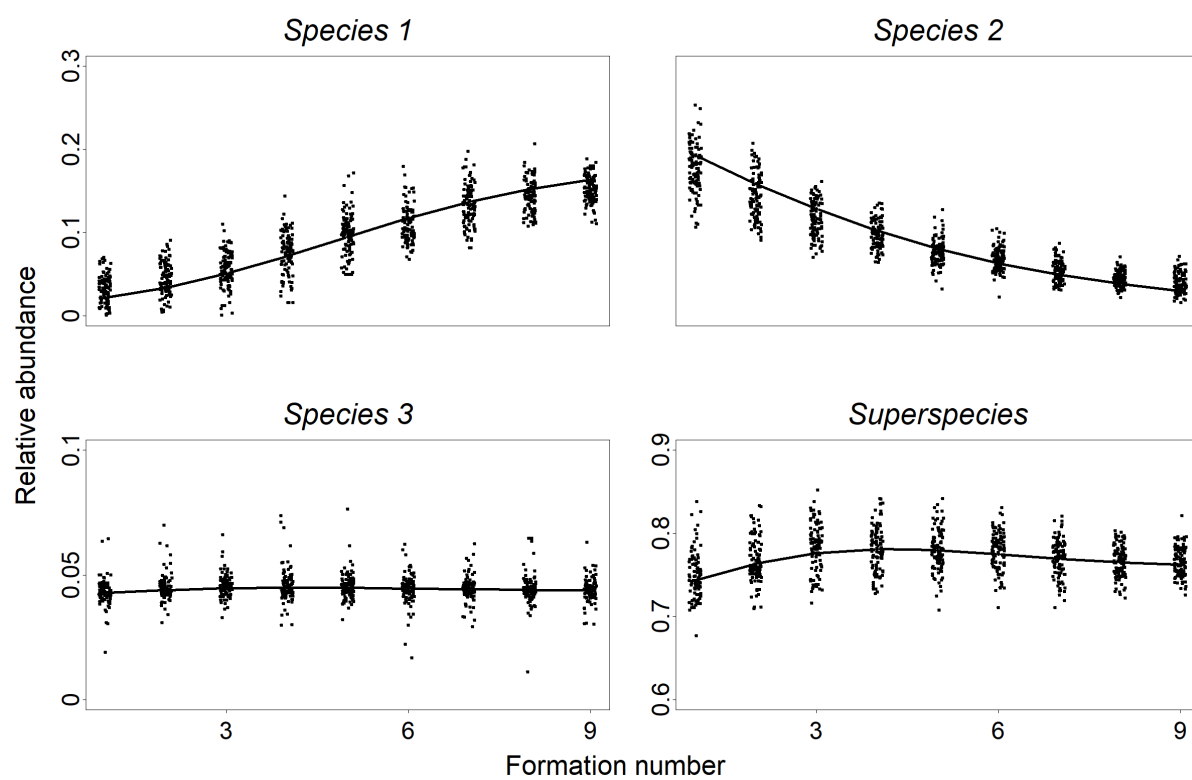 Species 1
Species 2
0.3
0.2
0.1
0
Species 3
Superspecies
0.1
0.05
0
0.9
0.8
0.7
0.6
3
6
9
3
6
9
Relative abundance
Formation number